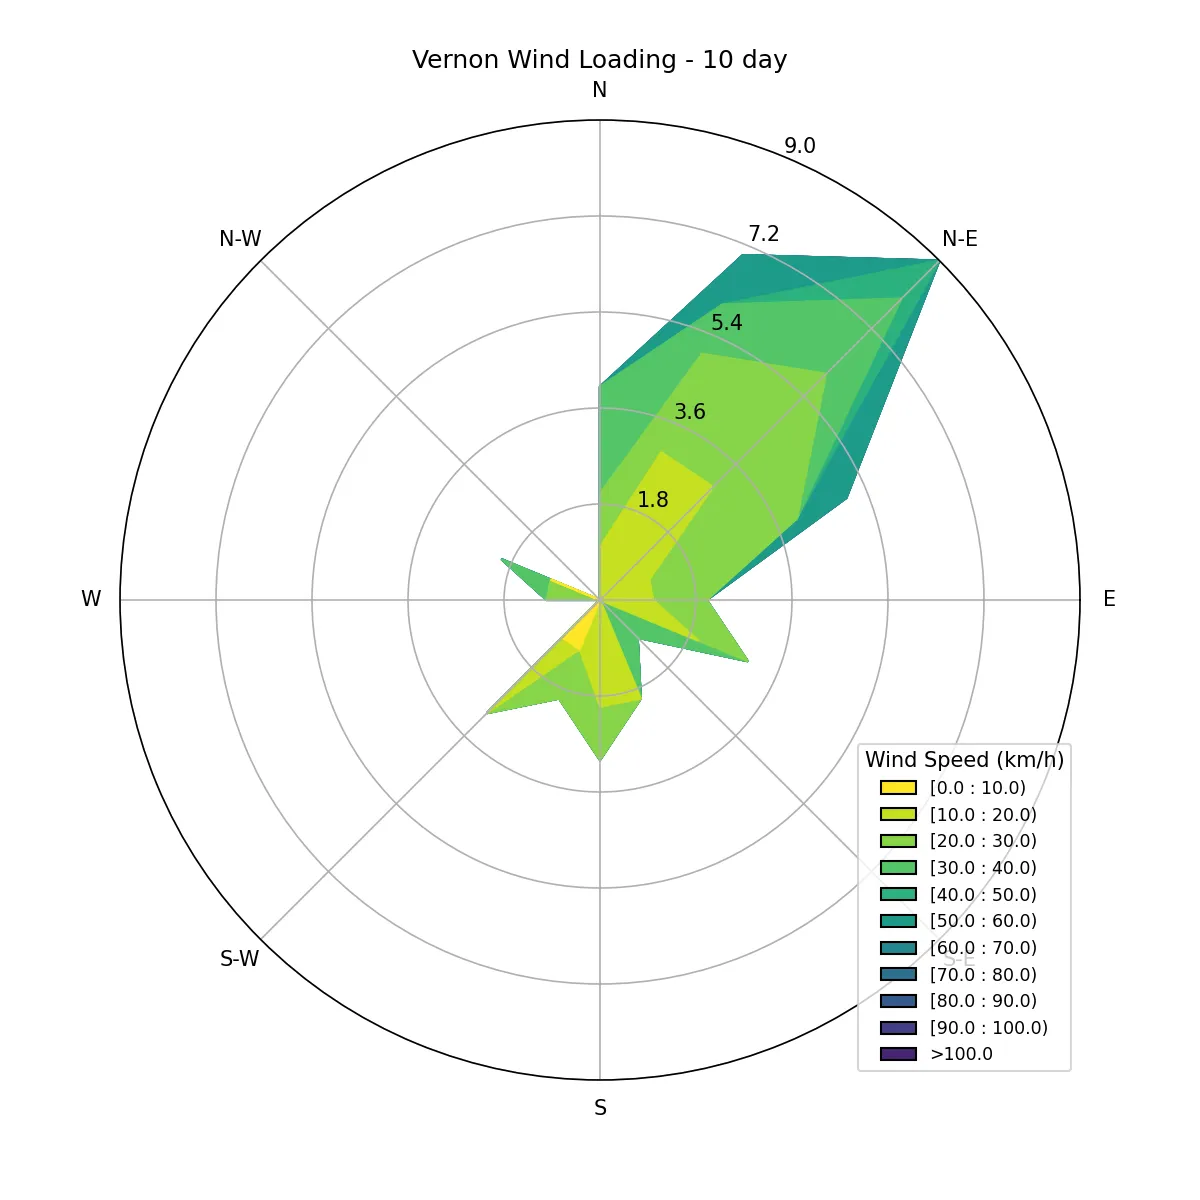 Vernon Wind Loading - 10 day
N
9.0
7.2
N-W
N-E
5.4
3.6
1.8
W
E
Wind Speed (km/h)
[0.0 : 10.0)
[10.0 : 20.0)
[20.0 : 30.0)
[30.0 : 40.0)
[40.0 : 50.0)
[50.0 : 60.0)
[60.0 : 70.0)
[70.0 : 80.0)
[80.0 : 90.0)
[90.0 : 100.0)
>100.0
S-W
S-E
S